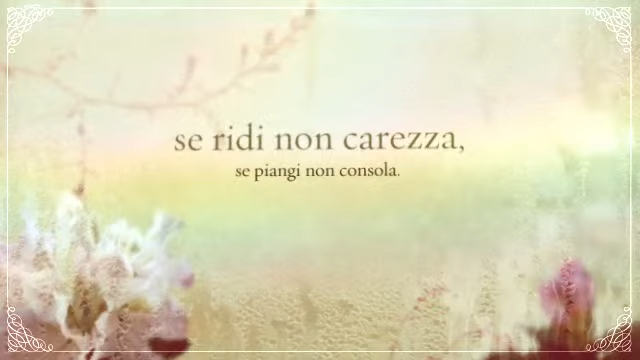 se ridi non carezza,
se piangi non consola.